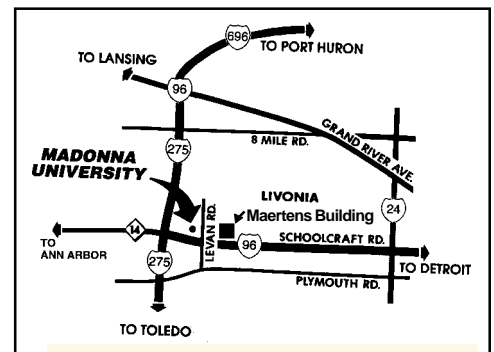 696
TO PORT HURON
TO LANSING
96
GRAND RIVER AVE.
8 MILE RD.
275
MADONNA
UNIVERSITY
LIVONIA
24
LEVAN RD.
Maertens Building
14
SCHOOLCRAFT RD.
96
TO
ANN ARBOR
275
TO DETROIT
PLYMOUTH RD.
TO TOLEDO